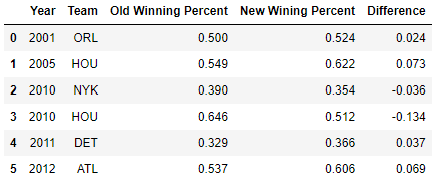 Year Team Old Winning Percent New Wining Percent Difference
0 2001 ORL 0.500 0.524 0.024
1 2005 HOU 0.549 0.622 0.073
2 2010 NYK 0.390 0.354 -0.036
3 2010 HOU 0.646 0.512 -0.134
4 2011 DET 0.329 0.366 0.037
5 2012 ATL 0.537 0.606 0.069